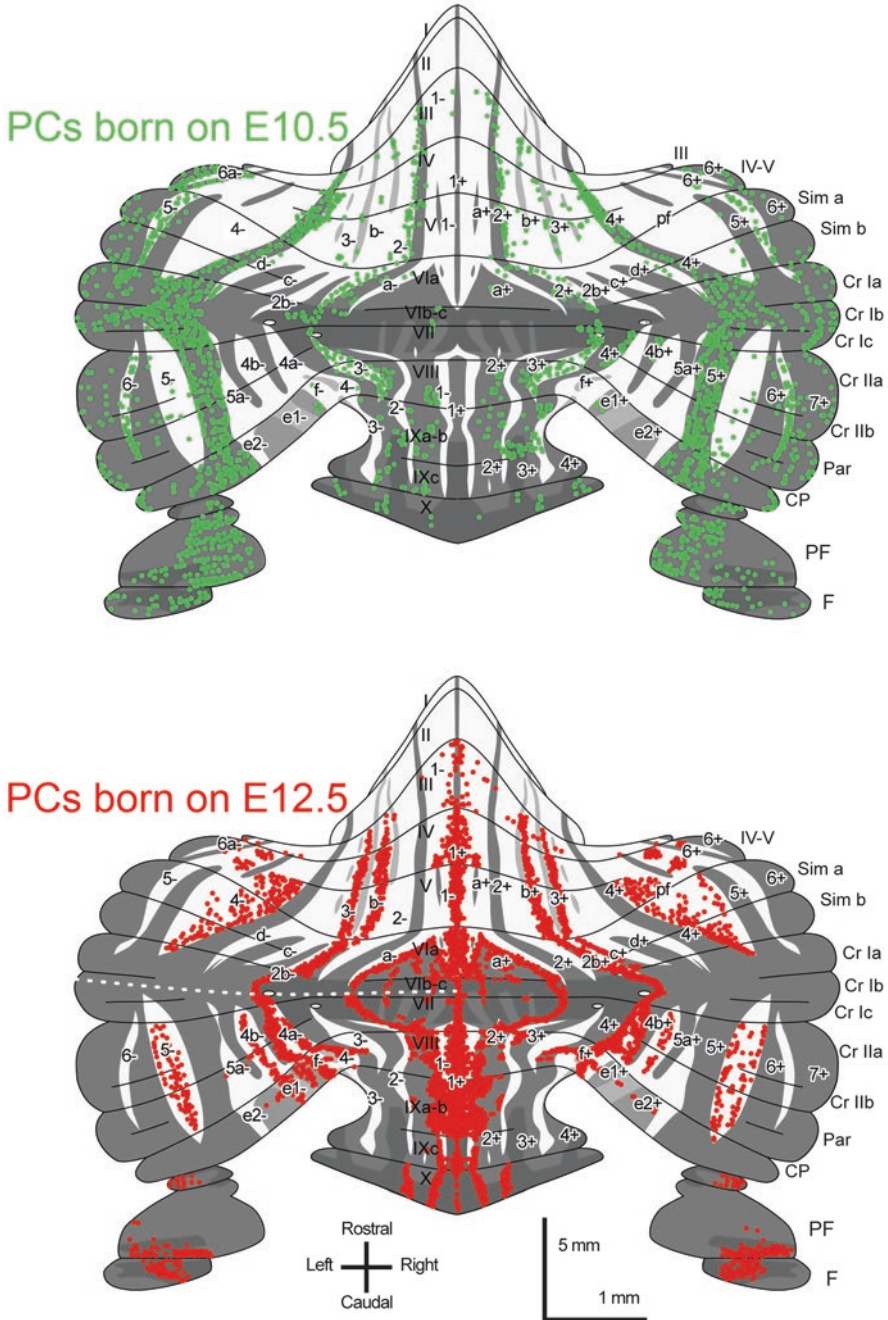 I
II
1-
PCs born on E10.5
III
IV
III
6+
IV-V
6a-
6+
Sim a
5-
1+
6+
4-
V
1-
a+
2+
b+
3+
4+
pf
5+
Sim b
3-
b-
2-
d-
4+
VIa
d+
c-
a-
a+
2+
2b+
c+
Cr Ia
2b-
VIb-c
Cr Ib
VII
4b-
4a-
3-
VIII
2+
3+
4+
4b+
Cr Ic
6-
5-
5a-
f-
4-
1-
f+
5a+
5+
Cr IIa
2-
1+
e1+
6+
7+
e1-
3-
IXa-b
e2-
e2+
Cr IIb
2+
3+
4+
Par
IXc
X
CP
PF
F
I
II
1-
PCs born on E12.5
III
IV
6+
IV-V
6a-
6+
1+
5-
Sim a
4-
V
1-
a+
2+
b+
3+
4+
pf
5+
6+
3-
b-
2-
Sim b
d-
4+
c-
VIa
d+
a-
a+
2+
2b+
c+
Cr Ia
2b-
VIb-c
Cr Ib
VII
4b-
4a-
3-
VIII
2+
3+
4+
4b+
Cr Ic
6-
5-
5a-
f-
4-
1-
f+
5a+
5+
Cr IIa
2-
1+
e1+
6+
7+
e1-
3-
IXa-b
e2-
e2+
Cr IIb
2+
3+
4+
Par
IXc
X
CP
Rostral
PF
5 mm
Left
Right
F
Caudal
1 mm